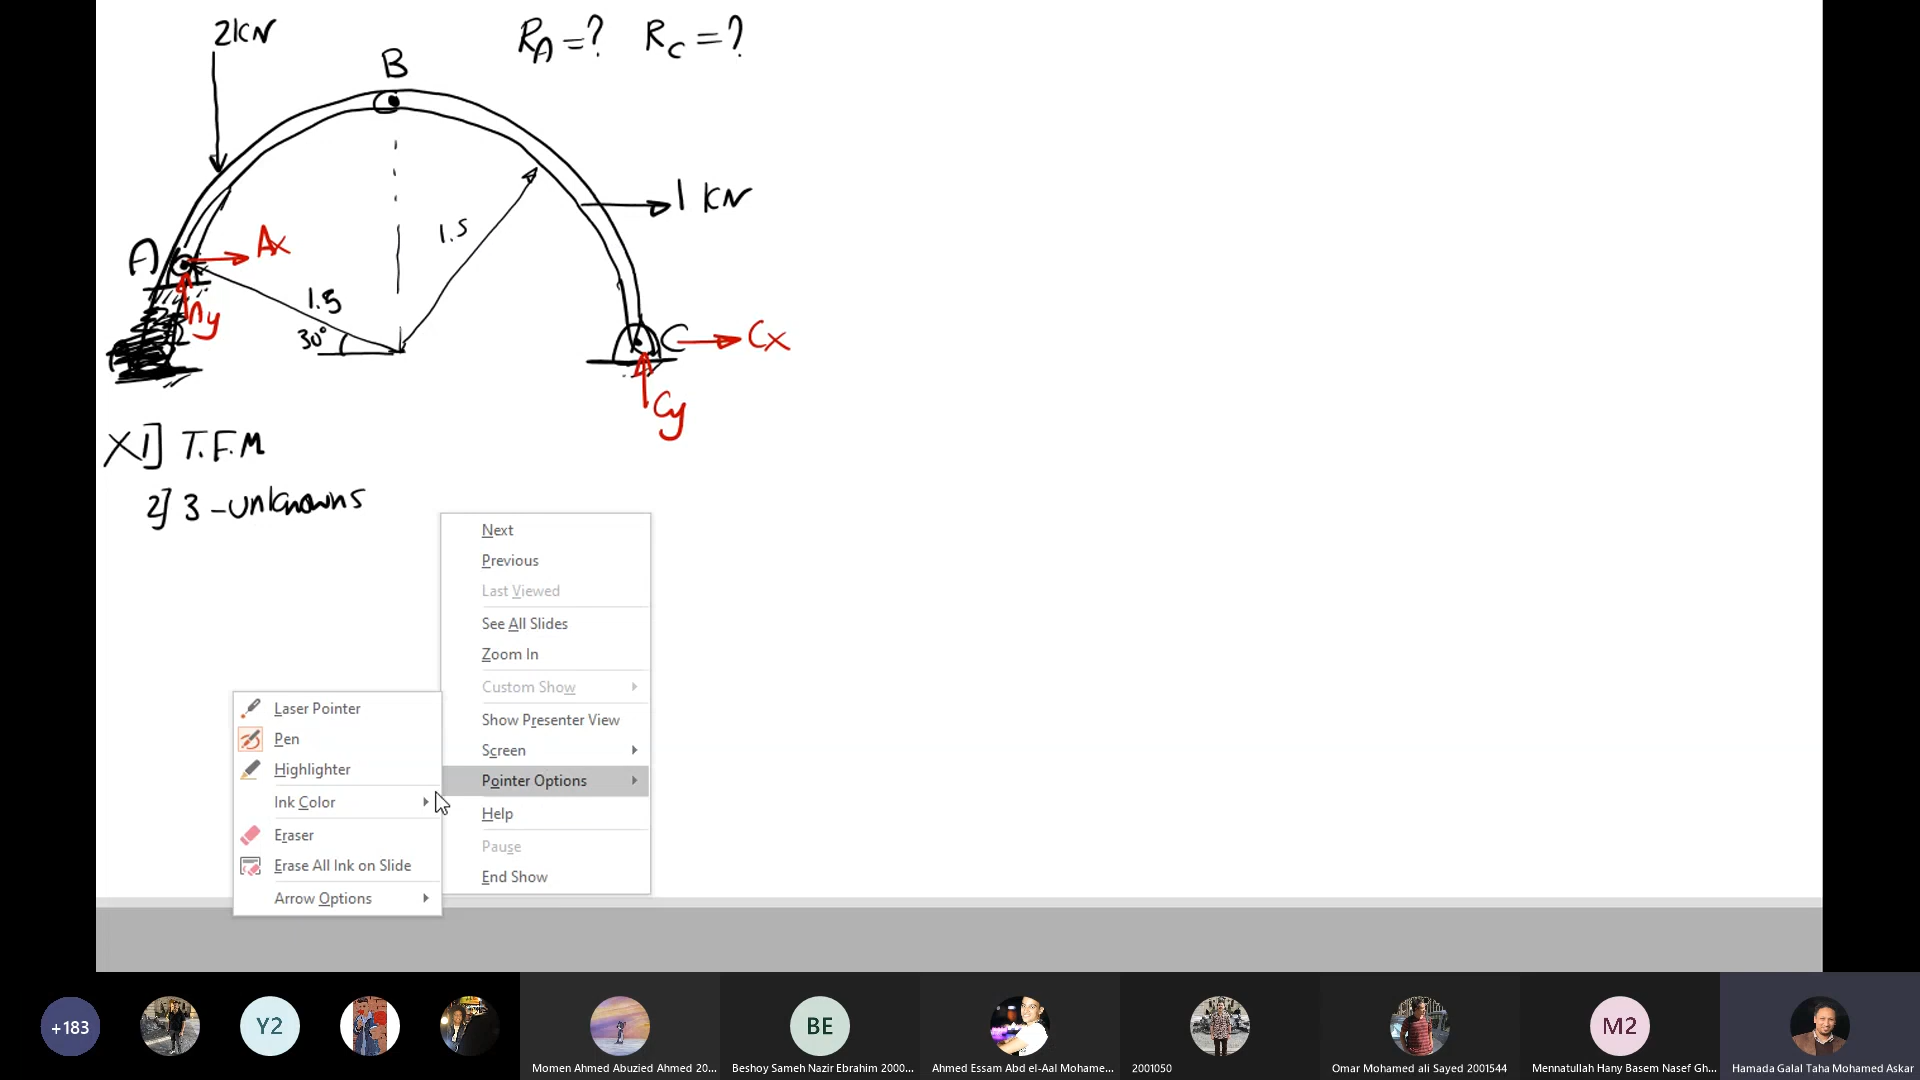 2KN
R_A = ? R_C = ?
B
1 KN
1.5
A
Ax
1.5
30°
Ay
C
Cx
Cy
X 1] T.F.M
2] 3-unknowns
Next
Previous
Last Viewed
See All Slides
Zoom In
Custom Show
Show Presenter View
Screen
Pointer Options
Help
Pause
End Show
Laser Pointer
Pen
Highlighter
Ink Color
Eraser
Erase All Ink on Slide
Arrow Options
+183
Y2
BE
M2
Momen Ahmed Abuzied Ahmed 20...
Beshoy Sameh Nazir Ebrahim 2000...
Ahmed Essam Abd el-Aal Mohame...
2001050
Omar Mohamed ali Sayed 2001544
Mennatullah Hany Basem Nasef Gh...
Hamada Galal Taha Mohamed Askar